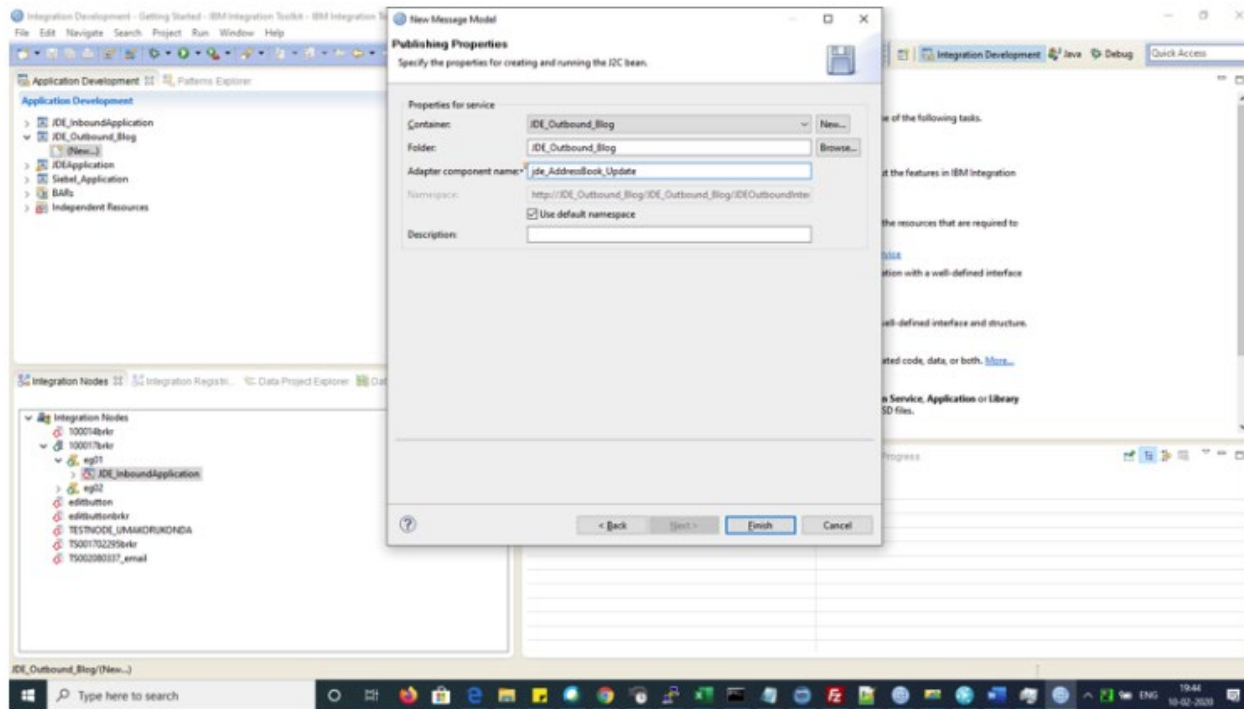 Integration Development - Getting Started - IBM Integration Toolkit - IBM Integration To
File Edit Navigate Search Project Run Window Help
Integration Development Java Debug Quick Access
Application Development Patterns Explorer
Application Development
JDE_InboundApplication
JDE_Outbound_Blog
(New...)
JDEApplication
Siebel_Application
BARs
Independent Resources
New Message Model
Publishing Properties
Specify the properties for creating and running the J2C bean.
Properties for service
Container: JDE_Outbound_Blog New...
Folder: JDE_Outbound_Blog Browse...
Adapter component name:* jde_AddressBook_Update
Namespace: http://JDE_Outbound_Blog/JDE_Outbound_Blog/JDEOutboundInter
Use default namespace
Description:
< Back Next > Finish Cancel
e of the following tasks.
t the features in IBM Integration
the resources that are required to
vice
ation with a well-defined interface
well-defined interface and structure.
ated code, data, or both. More...
n Service, Application or Library
SD files.
Progress
Integration Nodes Integration Registri... Data Project Explorer Dat
Integration Nodes
100014brkr
100017brkr
eg01
JDE_InboundApplication
eg02
editbutton
editbuttonbrkr
TESTNODE_UMAKORUKONDA
TS001702295brkr
TS002080337_email
JDE_Outbound_Blog/(New...)
Type here to search
ENG
19:44
10-02-2020